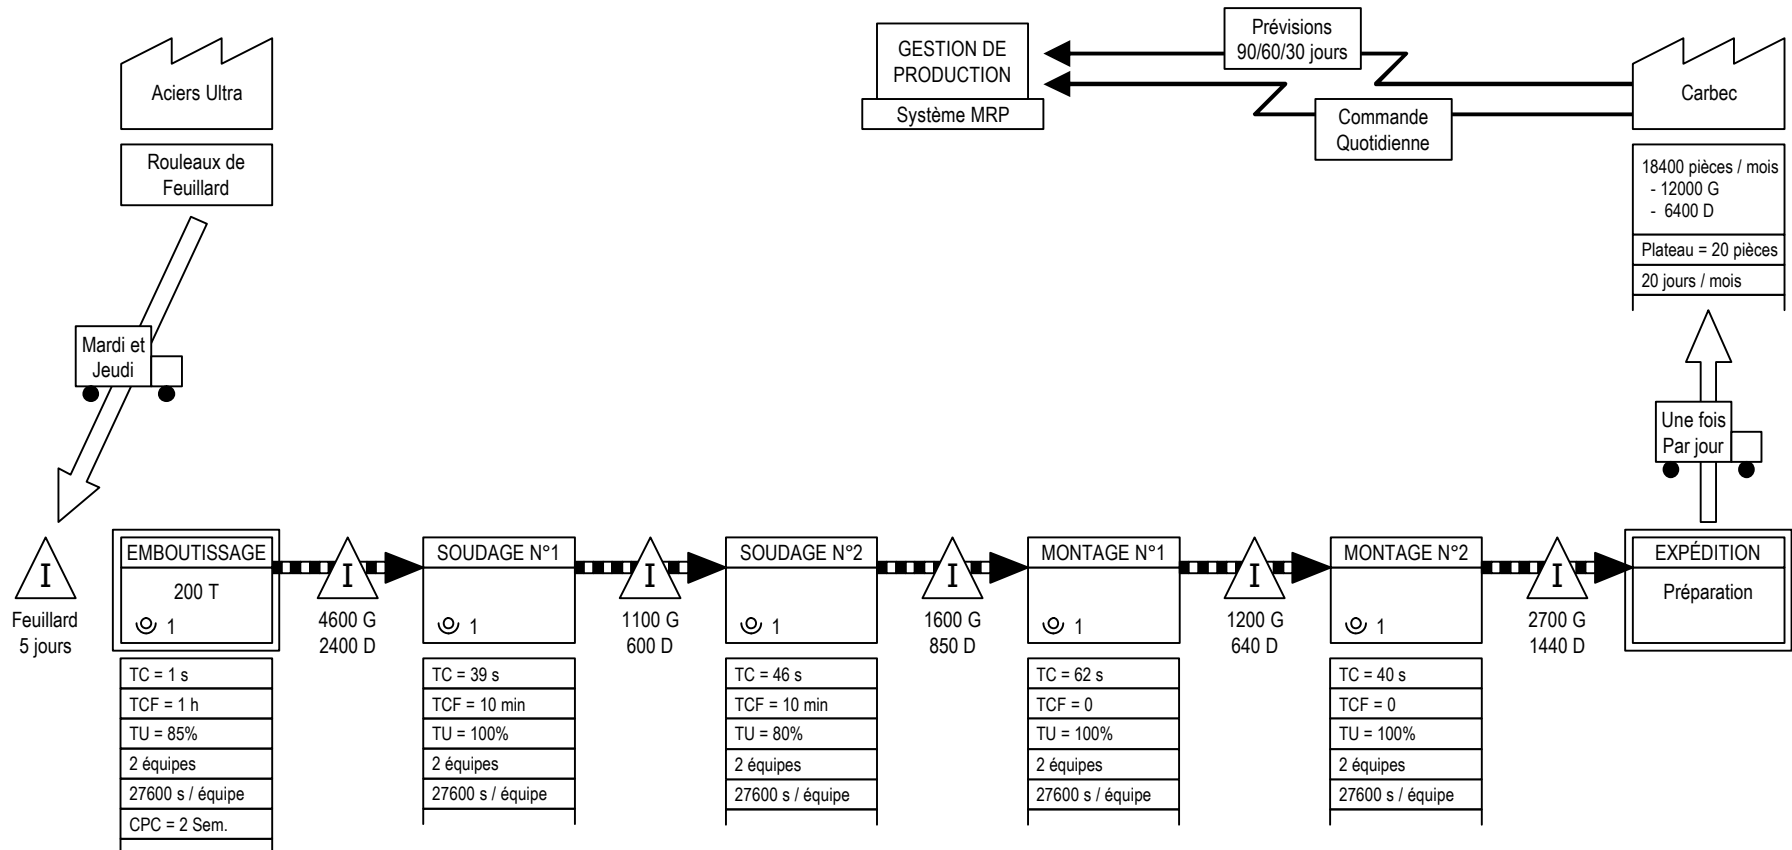 Aciers Ultra
Rouleaux de
Feuillard
Mardi et
Jeudi
GESTION DE
PRODUCTION
Système MRP
Prévisions
90/60/30 jours
Commande
Quotidienne
Carbec
18400 pièces / mois
- 12000 G
- 6400 D
Plateau = 20 pièces
20 jours / mois
Une fois
Par jour
I
Feuillard
5 jours
EMBOUTISSAGE
200 T
1
TC = 1 s
TCF = 1 h
TU = 85%
2 équipes
27600 s / équipe
CPC = 2 Sem.
I
4600 G
2400 D
SOUDAGE N°1
1
TC = 39 s
TCF = 10 min
TU = 100%
2 équipes
27600 s / équipe
I
1100 G
600 D
SOUDAGE N°2
1
TC = 46 s
TCF = 10 min
TU = 80%
2 équipes
27600 s / équipe
I
1600 G
850 D
MONTAGE N°1
1
TC = 62 s
TCF = 0
TU = 100%
2 équipes
27600 s / équipe
I
1200 G
640 D
MONTAGE N°2
1
TC = 40 s
TCF = 0
TU = 100%
2 équipes
27600 s / équipe
I
2700 G
1440 D
EXPÉDITION
Préparation